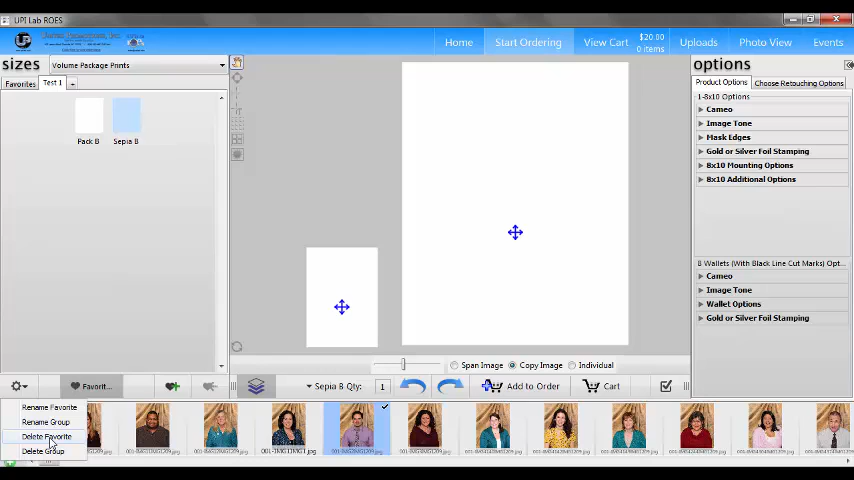 UPI Lab ROES
Home
Start Ordering
View Cart
$20.00
0 items
Uploads
Photo View
Events
sizes
Volume Package Prints
Favorites
Test 1
+
Pack B
Sepia B
options
Product Options
Choose Retouching Options
1-8x10 Options
Cameo
Image Tone
Mask Edges
Gold or Silver Foil Stamping
8x10 Mounting Options
8x10 Additional Options
8 Wallets (With Black Line Cut Marks) Opt...
Cameo
Image Tone
Wallet Options
Gold or Silver Foil Stamping
Span Image
Copy Image
Individual
Favorit...
Sepia B Qty:
1
Add to Order
Cart
Rename Favorite
Rename Group
Delete Favorite
Delete Group